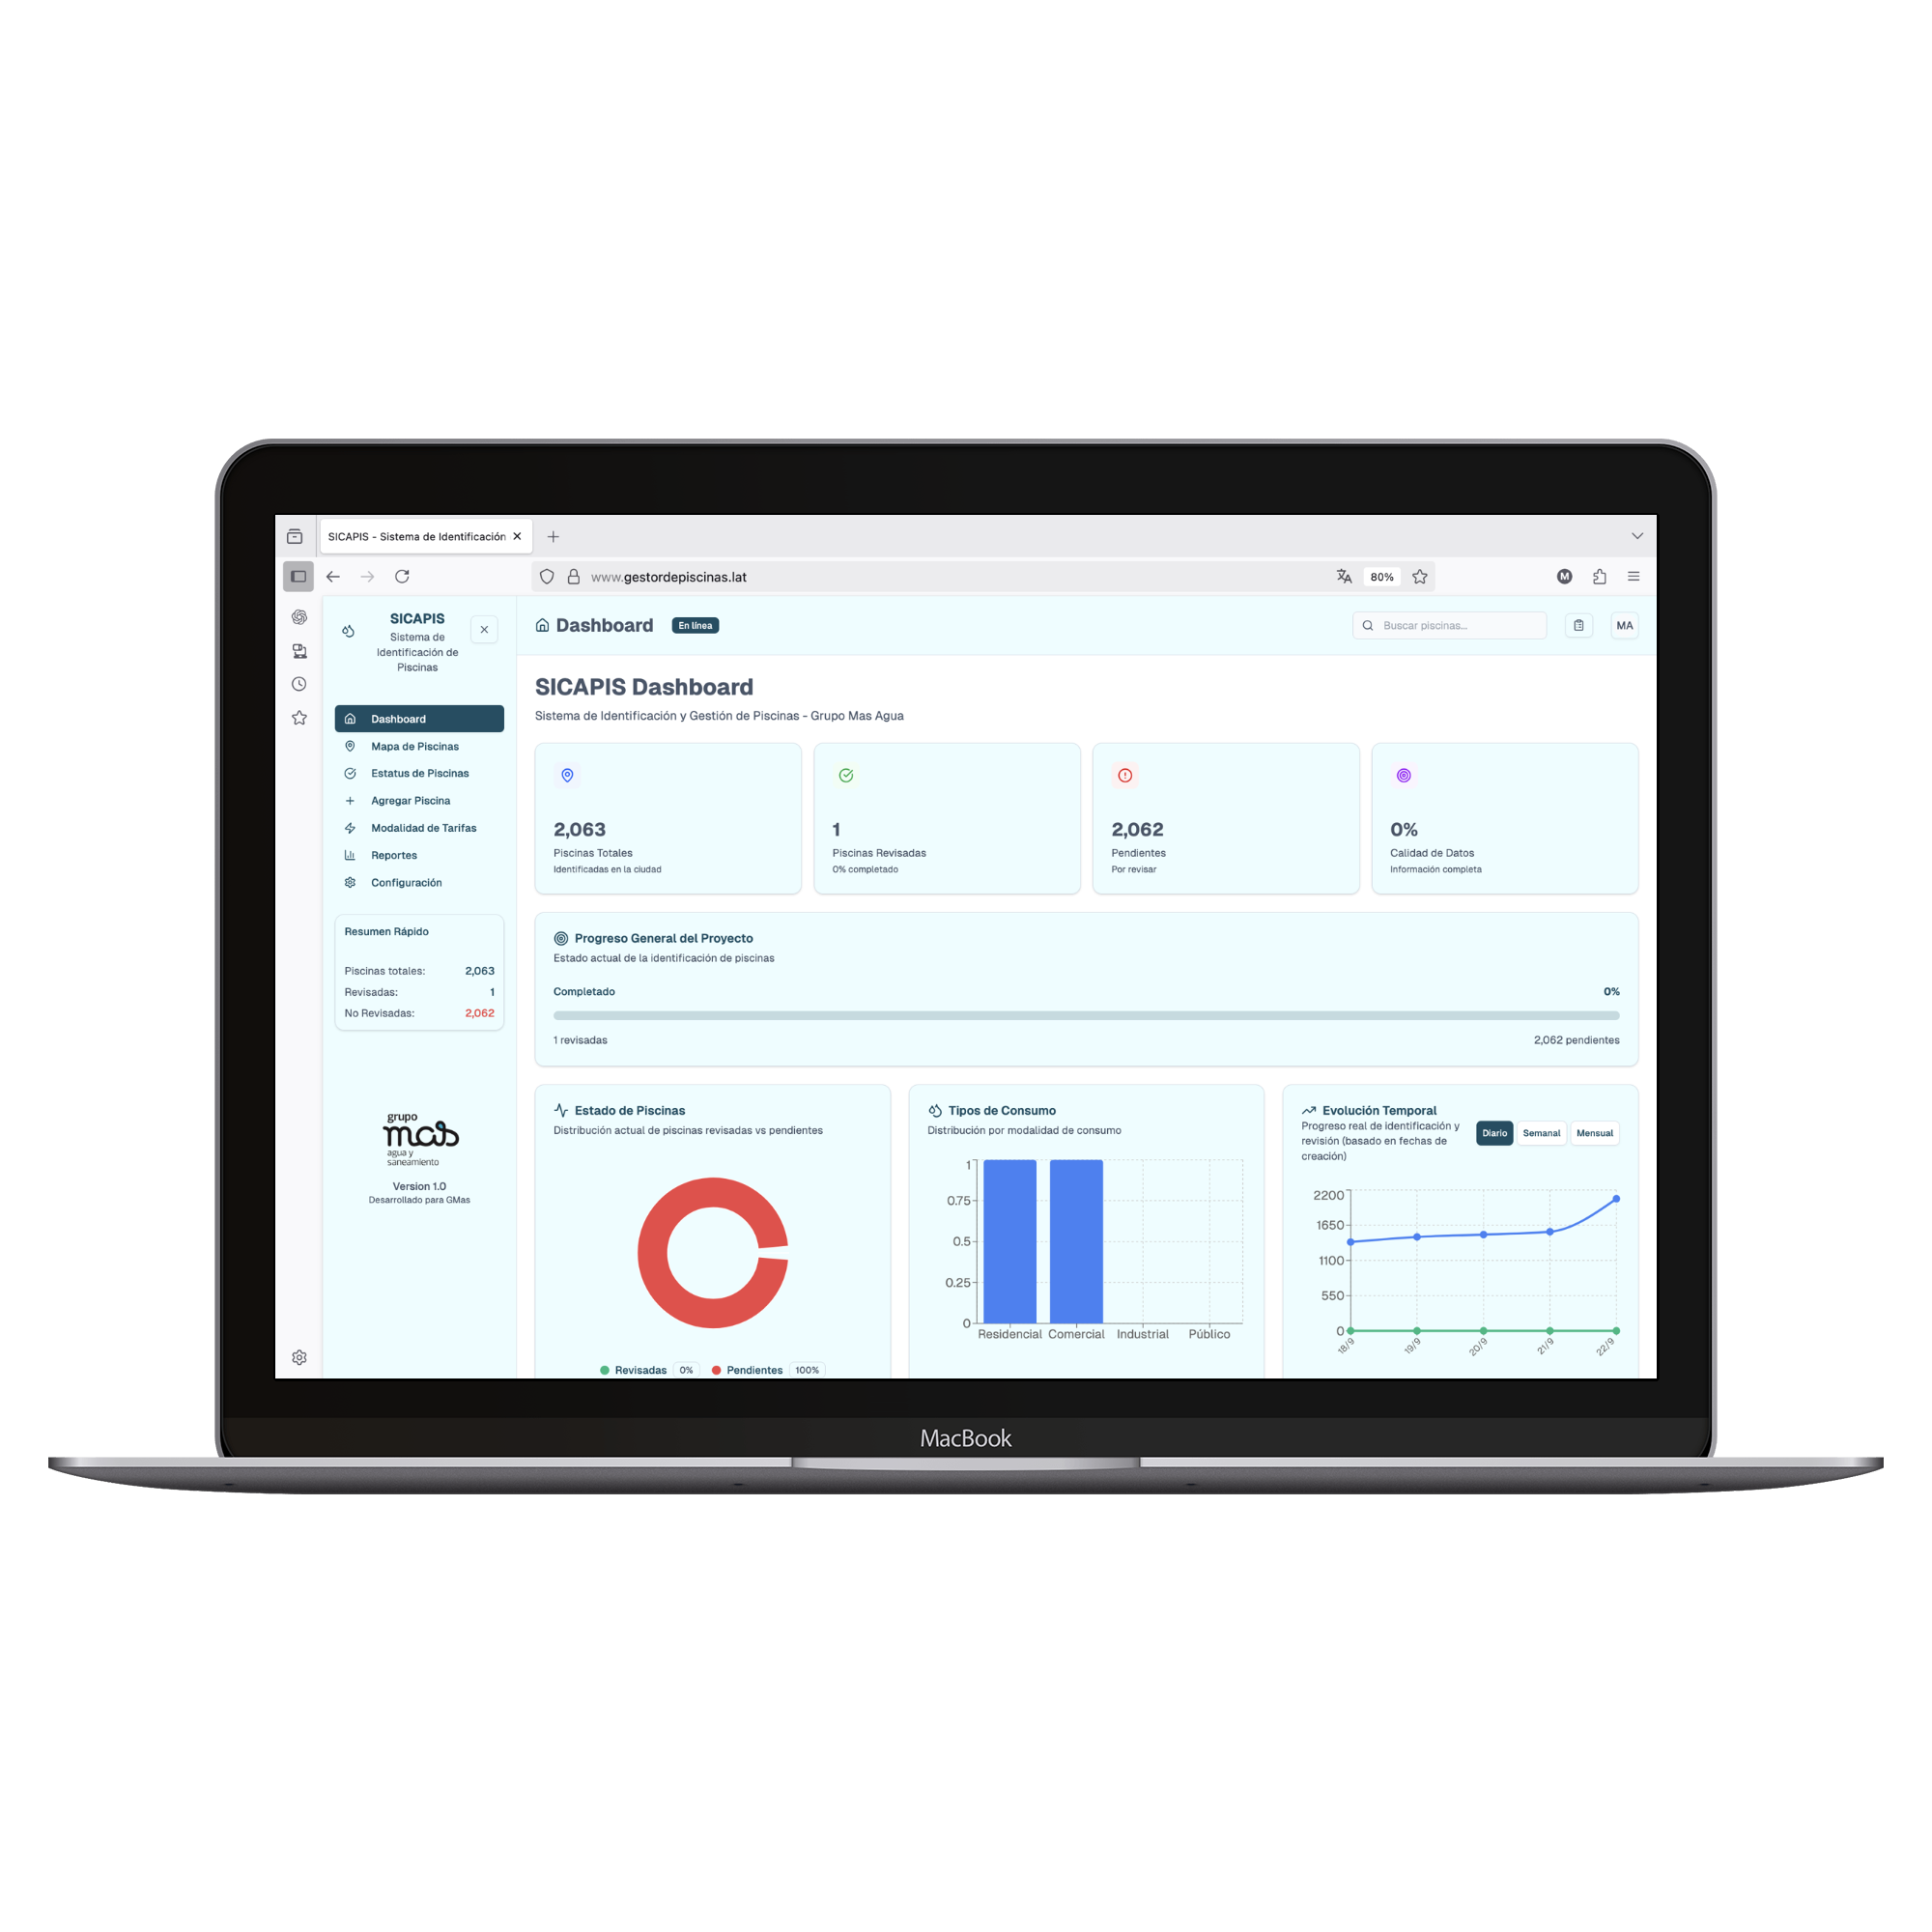 SICAPIS - Sistema de Identificación
www.gestordepiscinas.lat
80%
M
SICAPIS
Sistema de
Identificación de
Piscinas
Dashboard
Mapa de Piscinas
Estatus de Piscinas
Agregar Piscina
Modalidad de Tarifas
Reportes
Configuración
Resumen Rápido
Piscinas totales: 2,063
Revisadas: 1
No Revisadas: 2,062
grupo
mas
agua y
saneamiento
Version 1.0
Desarrollado para GMas
Dashboard En línea
Buscar piscinas...
MA
SICAPIS Dashboard
Sistema de Identificación y Gestión de Piscinas - Grupo Mas Agua
2,063
Piscinas Totales
Identificadas en la ciudad
1
Piscinas Revisadas
0% completado
2,062
Pendientes
Por revisar
0%
Calidad de Datos
Información completa
Progreso General del Proyecto
Estado actual de la identificación de piscinas
Completado 0%
1 revisadas 2,062 pendientes
Estado de Piscinas
Distribución actual de piscinas revisadas vs pendientes
Revisadas 0% Pendientes 100%
Tipos de Consumo
Distribución por modalidad de consumo
1
0.75
0.5
0.25
0
Residencial Comercial Industrial Público
Evolución Temporal
Progreso real de identificación y
revisión (basado en fechas de
creación)
Diario Semanal Mensual
2200
1650
1100
550
0
18/9 19/9 20/9 21/9 22/9
MacBook